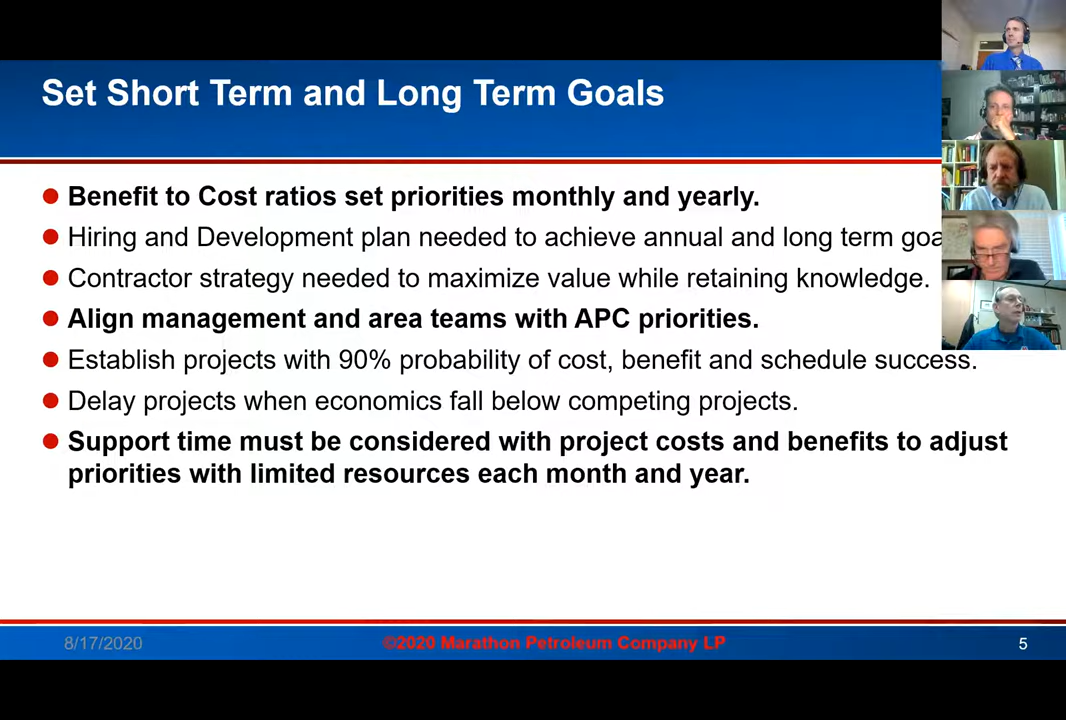 Set Short Term and Long Term Goals
Benefit to Cost ratios set priorities monthly and yearly.
Hiring and Development plan needed to achieve annual and long term goa
Contractor strategy needed to maximize value while retaining knowledge.
Align management and area teams with APC priorities.
Establish projects with 90% probability of cost, benefit and schedule success.
Delay projects when economics fall below competing projects.
Support time must be considered with project costs and benefits to adjust
priorities with limited resources each month and year.
8/17/2020 ©2020 Marathon Petroleum Company LP 5